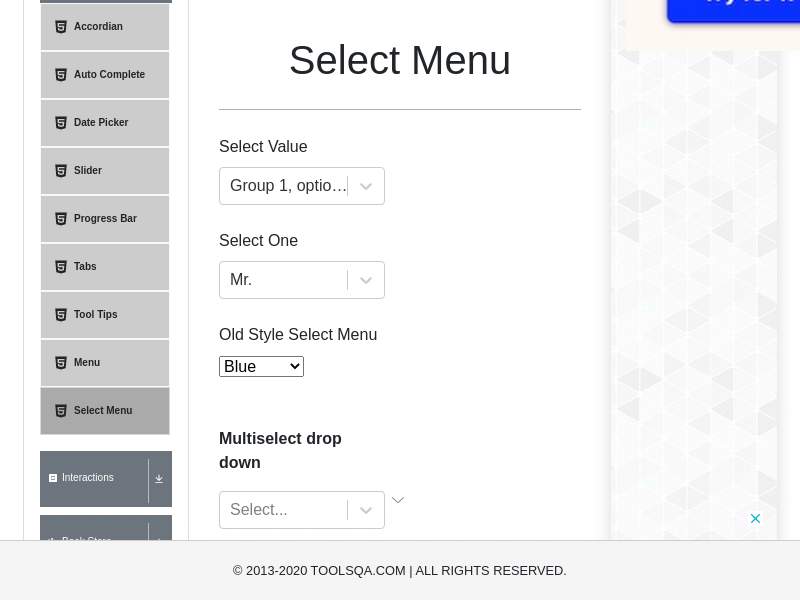 Accordian
Auto Complete
Date Picker
Slider
Progress Bar
Tabs
Tool Tips
Menu
Select Menu
Interactions
Select Menu
Select Value
Group 1, optio...
Select One
Mr.
Old Style Select Menu
Blue
Multiselect drop
down
Select...
© 2013-2020 TOOLSQA.COM | ALL RIGHTS RESERVED.